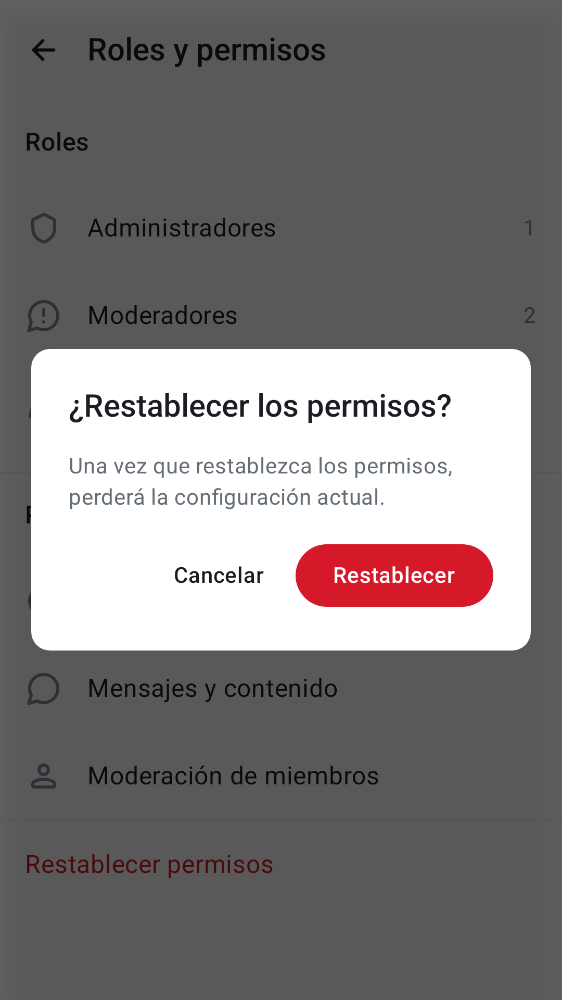 Roles y permisos
Roles
Administradores 1
Moderadores 2
¿Restablecer los permisos?
Una vez que restablezca los permisos,
perderá la configuración actual.
Cancelar Restablecer
Mensajes y contenido
Moderación de miembros
Restablecer permisos